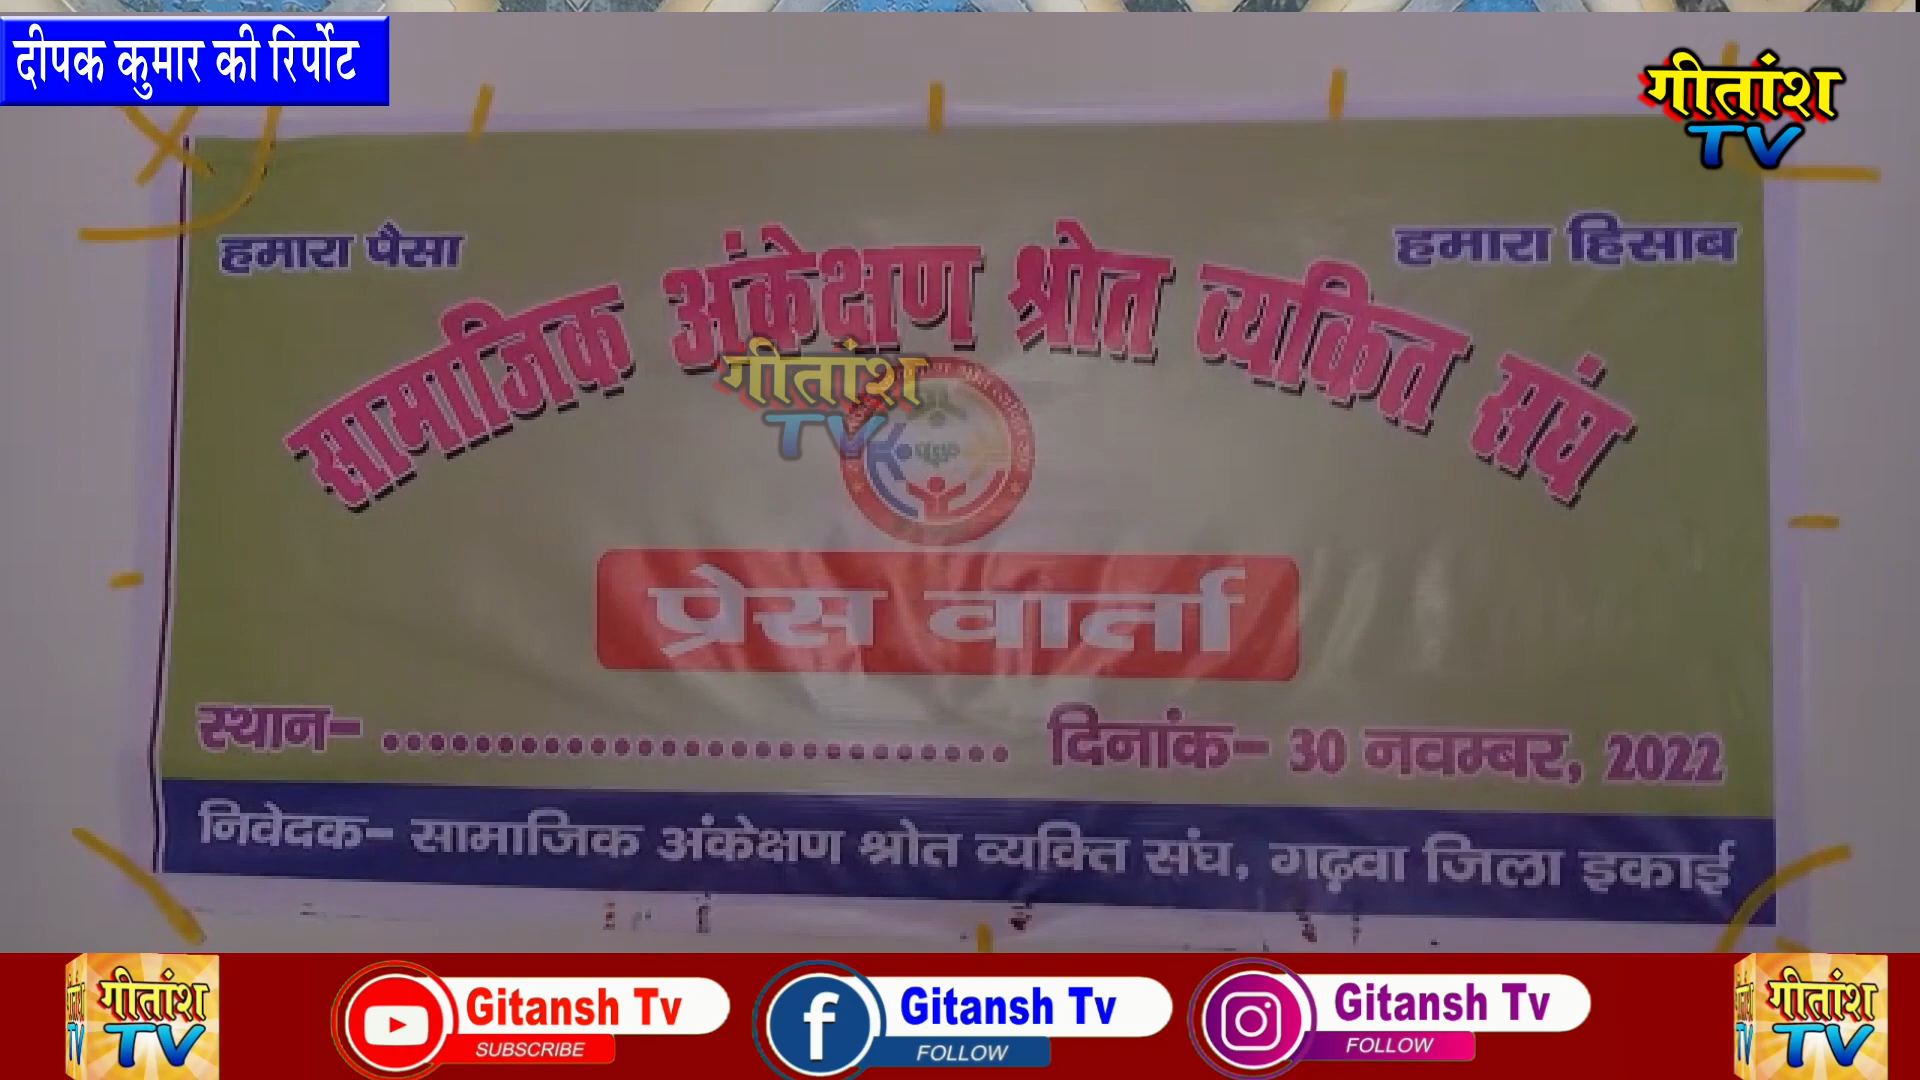 दीपक कुमार की रिर्पोट
गीतांश
TV
हमारा पैसा
हमारा हिसाब
सामाजिक अंकेक्षण श्रोत व्यकित संघ
गीतांश
TV
प्रेस वार्ता
स्थान- ........................... दिनांक- 30 नवम्बर, 2022
निवेदक- सामाजिक अंकेक्षण श्रोत व्यक्ति संघ, गढ़वा जिला इकाई
गीतांश
TV
Gitansh Tv
SUBSCRIBE
Gitansh Tv
FOLLOW
Gitansh Tv
FOLLOW
गीतांश
TV